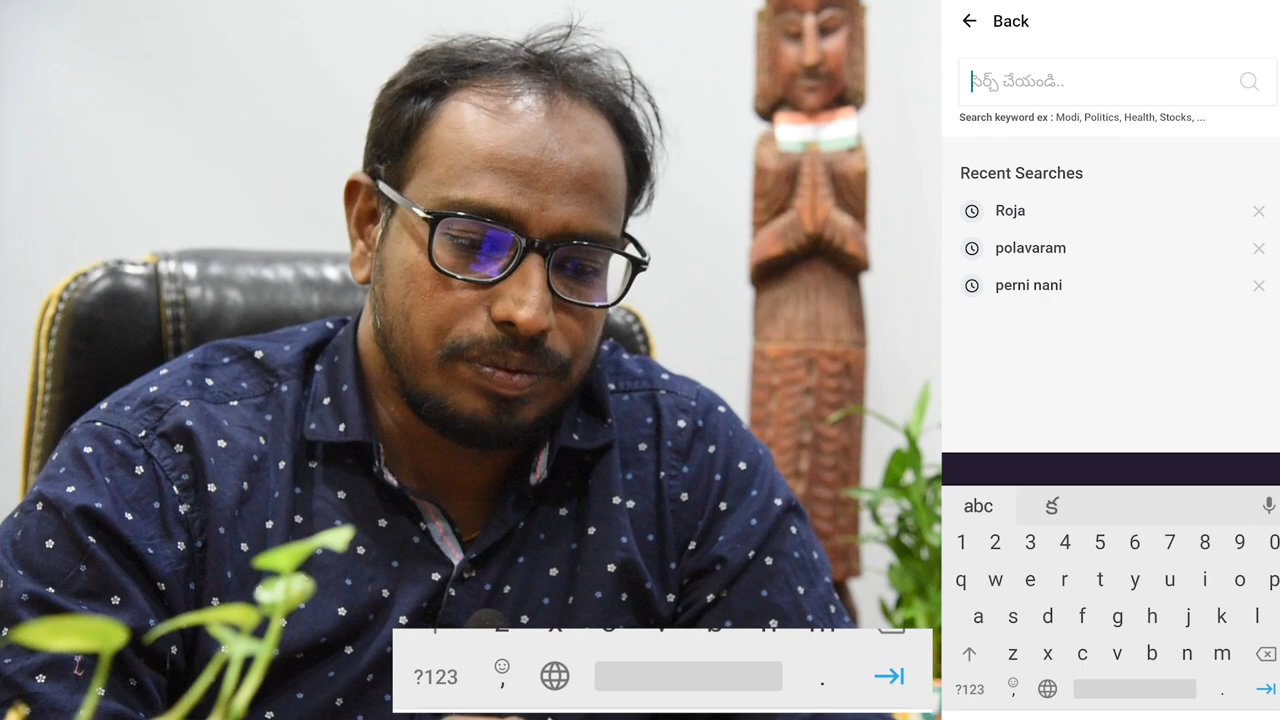 Back
సెర్చ్ చేయండి..
Search keyword ex : Modi, Politics, Health, Stocks, ...
Recent Searches
Roja
polavaram
perni nani
abc క
1 2 3 4 5 6 7 8 9 0
q w e r t y u i o p
a s d f g h j k l
z x c v b n m
?123 , .
?123 , .